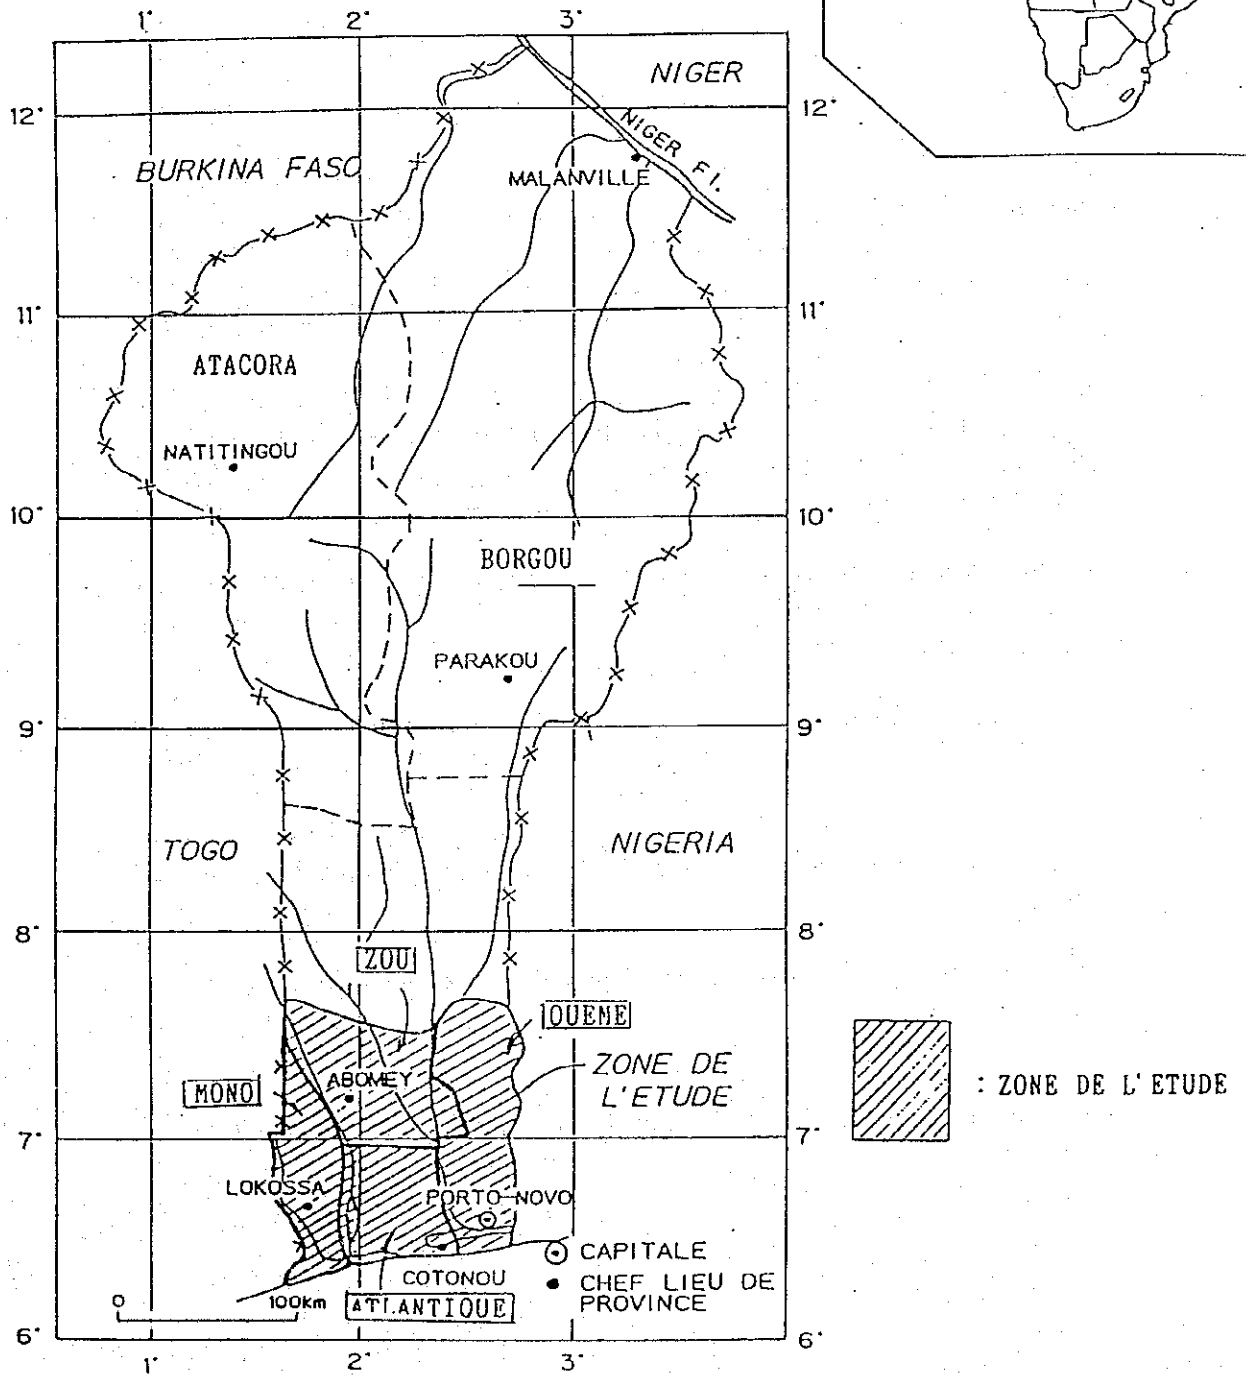 1° 2° 3°
NIGER
12° 12°
NIGER Fl.
BURKINA FASO
MALANVILLE
11° 11°
ATACORA
NATITINGOU
10° 10°
BORGOU
PARAKOU
9° 9°
TOGO
NIGERIA
8° 8°
ZOU
OUEME
ZONE DE
L'ETUDE
MONO
ABOMEY
: ZONE DE L'ETUDE
7° 7°
LOKOSSA
PORTO-NOVO
CAPITALE
COTONOU
CHEF LIEU DE
PROVINCE
0 100km
ATLANTIQUE
6° 6°
1° 2° 3°